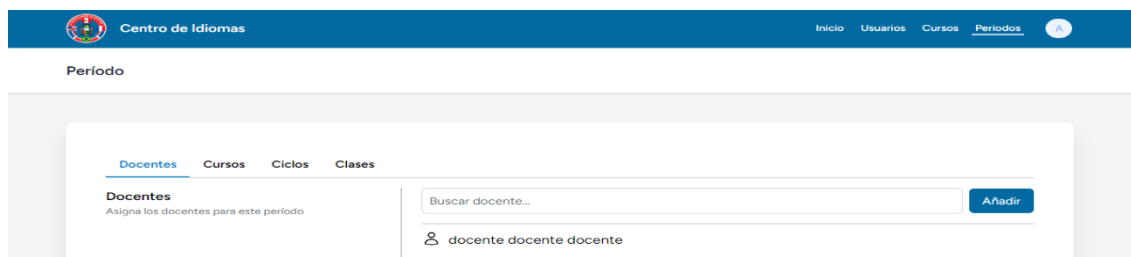 Centro de Idiomas
Inicio Usuarios Cursos Periodos A
Período
Docentes Cursos Ciclos Clases
Docentes
Asigna los docentes para este período
Buscar docente...
Añadir
docente docente docente